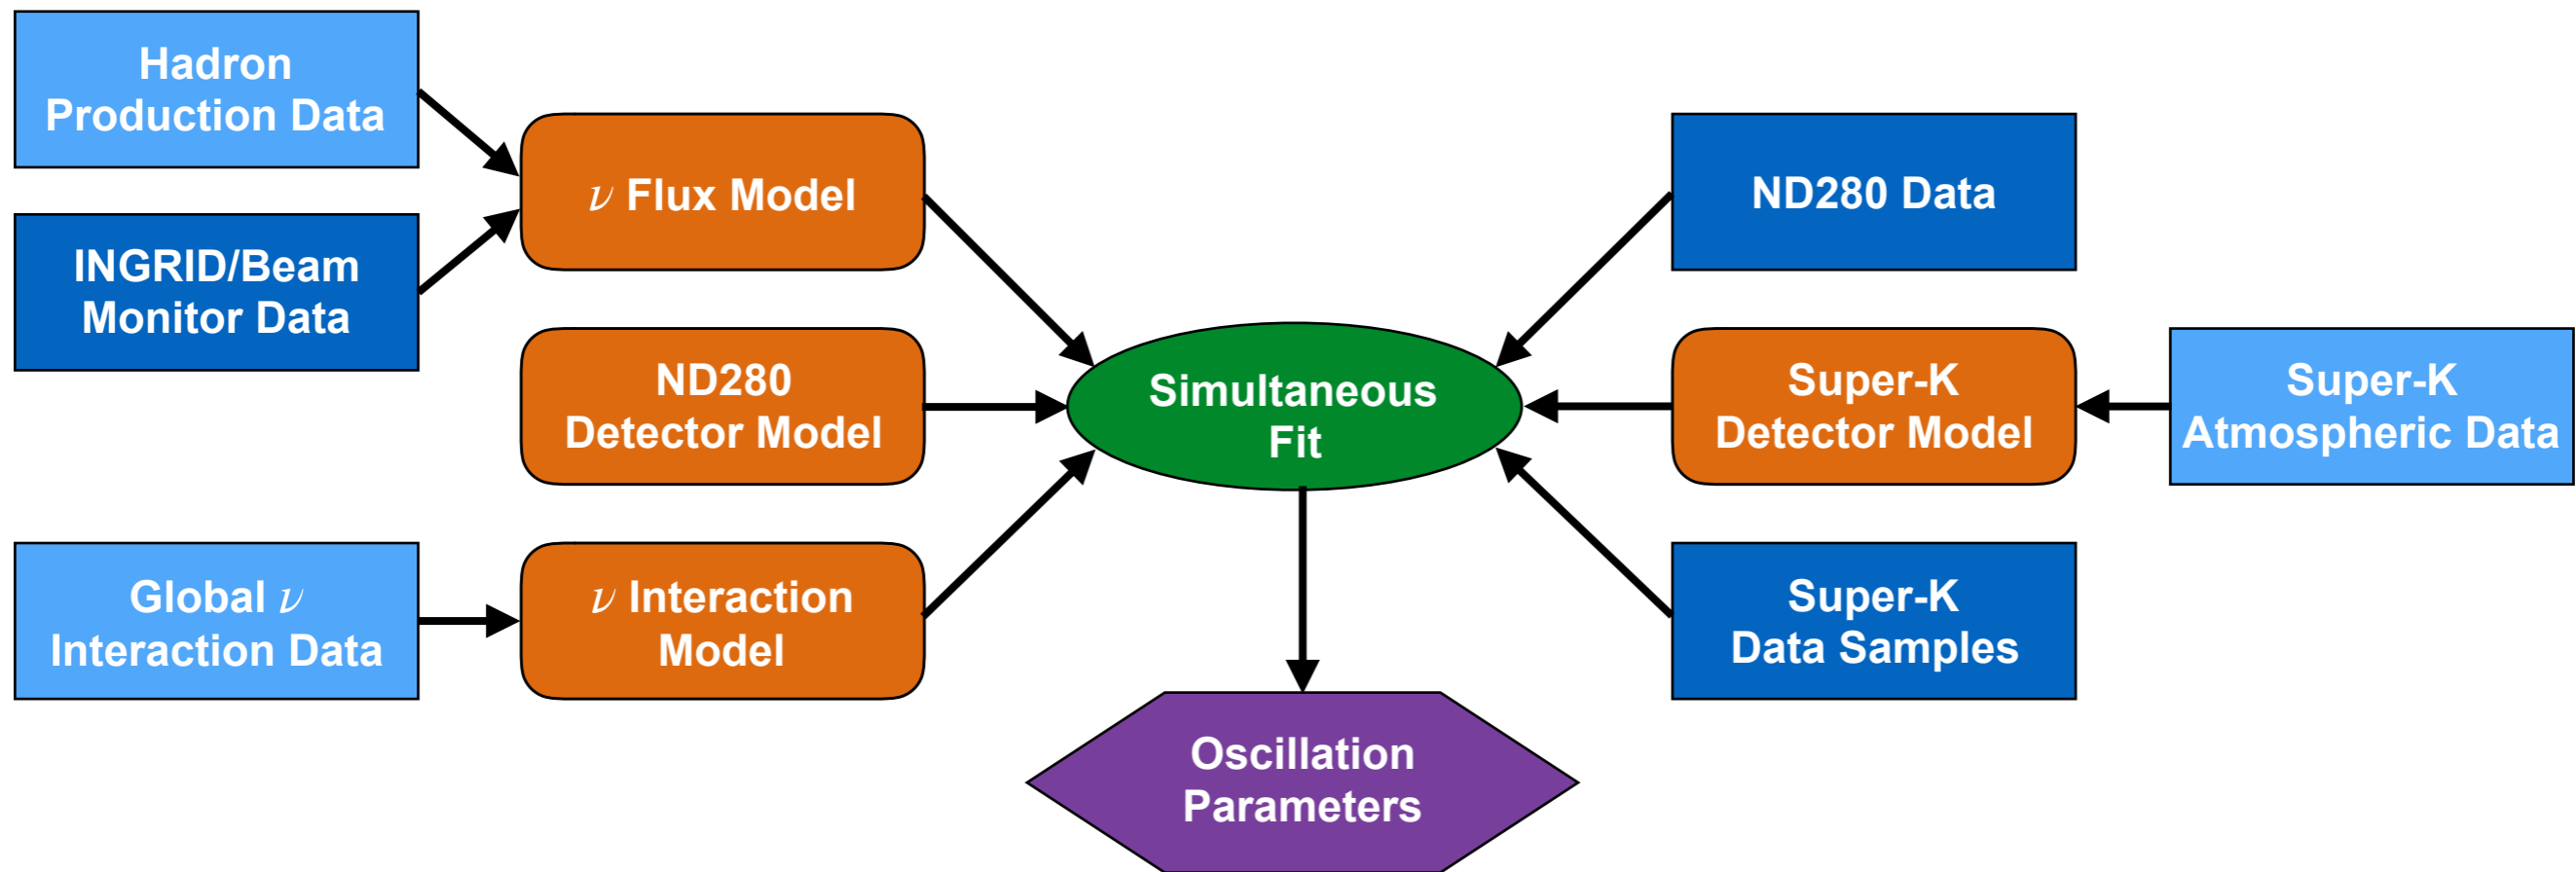 Hadron
Production Data
INGRID/Beam
Monitor Data
ν Flux Model
ND280
Detector Model
Global ν
Interaction Data
ν Interaction
Model
Simultaneous
Fit
Oscillation
Parameters
ND280 Data
Super-K
Detector Model
Super-K
Atmospheric Data
Super-K
Data Samples